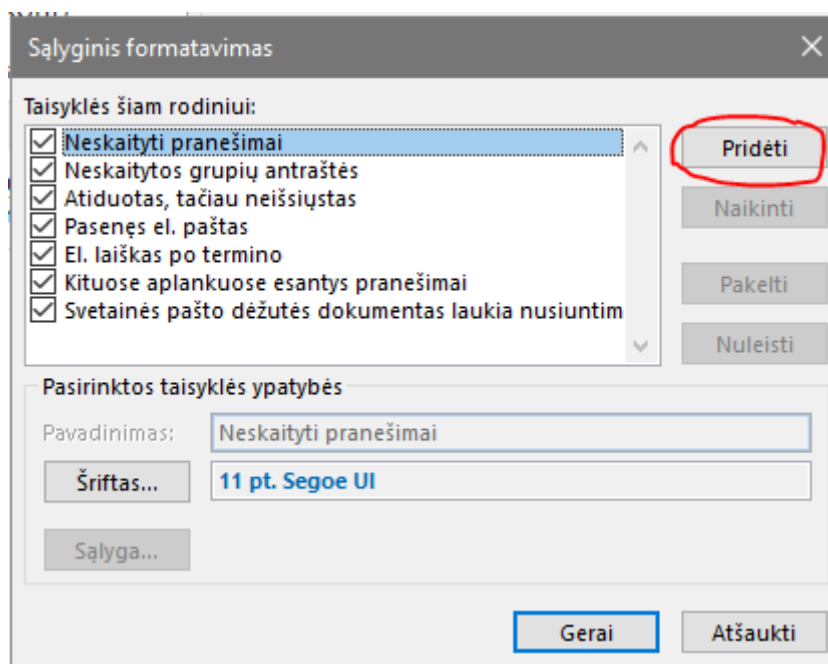 Sąlyginis formatavimas
Taisyklės šiam rodiniui:
Neskaityti pranešimai
Neskaitytos grupių antraštės
Atiduotas, tačiau neišsiųstas
Pasenęs el. paštas
El. laiškas po termino
Kituose aplankuose esantys pranešimai
Svetainės pašto dėžutės dokumentas laukia nusiuntim
Pridėti
Naikinti
Pakelti
Nuleisti
Pasirinktos taisyklės ypatybės
Pavadinimas: Neskaityti pranešimai
Šriftas... 11 pt. Segoe UI
Sąlyga...
Gerai Atšaukti